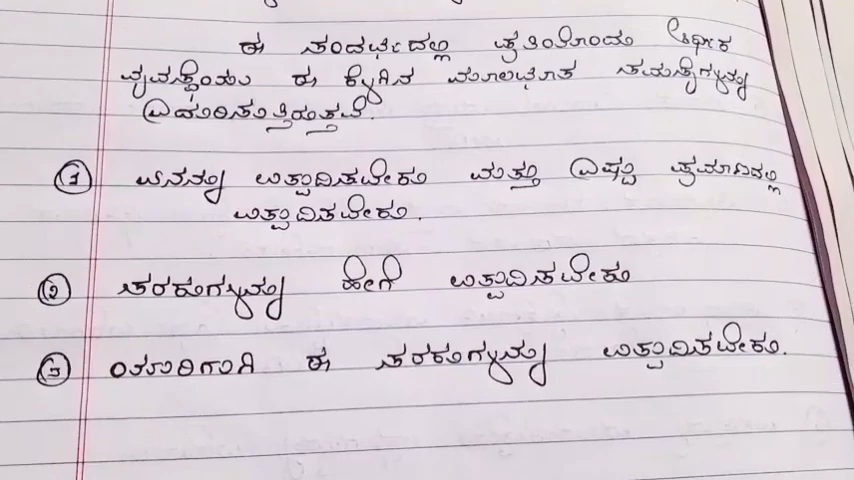 ಈ ಸಂದರ್ಭದಲ್ಲಿ ಪ್ರತಿಯೊಂದು ಆರ್ಥಿಕ
ವ್ಯವಸ್ಥೆಯು ಈ ಕೆಳಗಿನ ಮೂಲಭೂತ ಸಮಸ್ಯೆಗಳನ್ನು
ಎದುರಿಸುತ್ತಿರುತ್ತವೆ.
1 ಏನನ್ನು ಉತ್ಪಾದಿಸಬೇಕು ಮತ್ತು ಎಷ್ಟು ಪ್ರಮಾಣದಲ್ಲಿ
ಉತ್ಪಾದಿಸಬೇಕು.
2 ಸರಕುಗಳನ್ನು ಹೇಗೆ ಉತ್ಪಾದಿಸಬೇಕು
3 ಯಾರಿಗಾಗಿ ಈ ಸರಕುಗಳನ್ನು ಉತ್ಪಾದಿಸಬೇಕು.